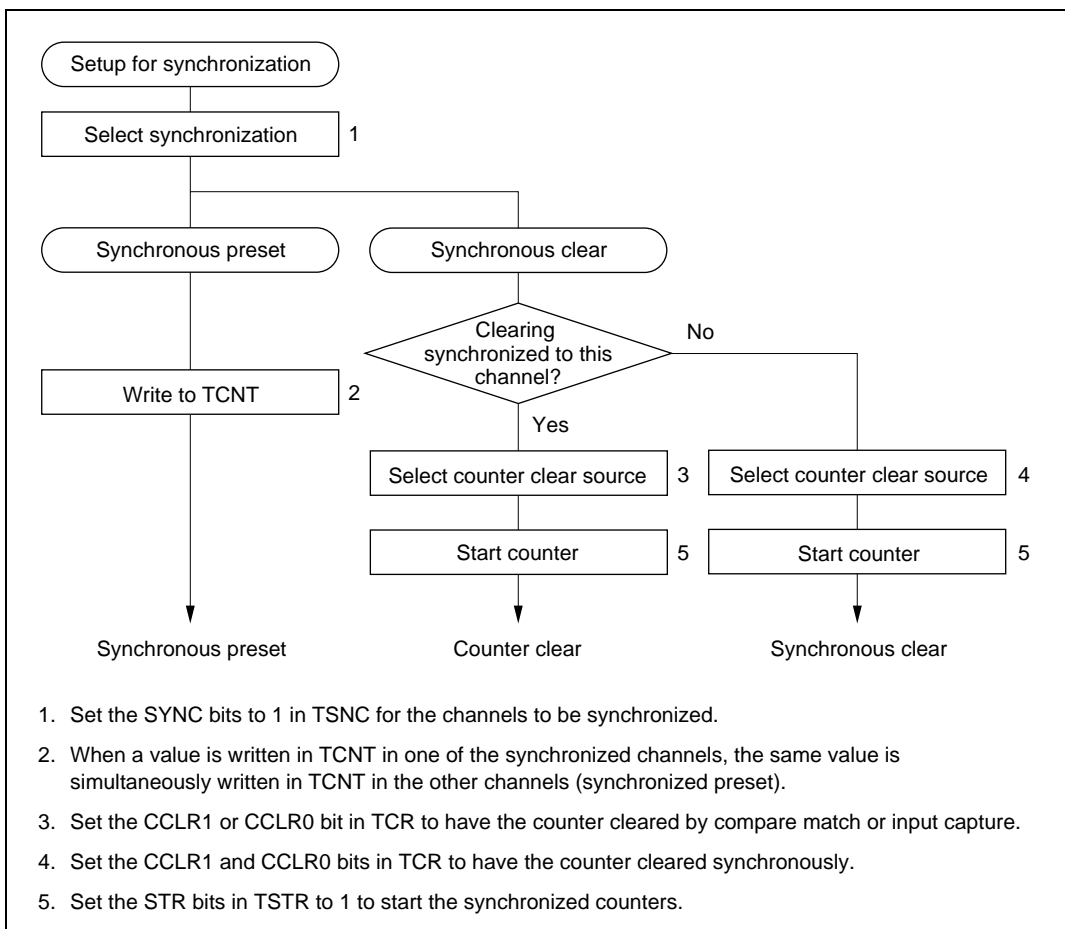 Setup for synchronization
Select synchronization 1
Synchronous preset Synchronous clear
Clearing
synchronized to this
channel?
No
Write to TCNT 2
Yes
Select counter clear source 3 Select counter clear source 4
Start counter 5 Start counter 5
Synchronous preset Counter clear Synchronous clear
1. Set the SYNC bits to 1 in TSNC for the channels to be synchronized.
2. When a value is written in TCNT in one of the synchronized channels, the same value is
simultaneously written in TCNT in the other channels (synchronized preset).
3. Set the CCLR1 or CCLR0 bit in TCR to have the counter cleared by compare match or input capture.
4. Set the CCLR1 and CCLR0 bits in TCR to have the counter cleared synchronously.
5. Set the STR bits in TSTR to 1 to start the synchronized counters.